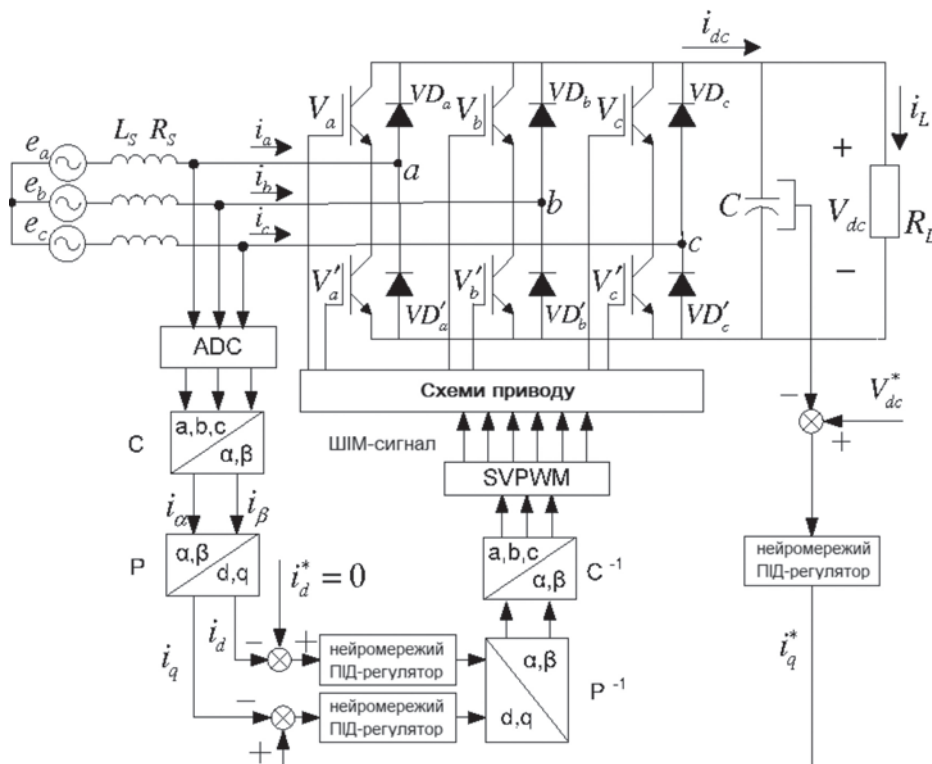 i_dc
V_a
VD_a
V_b
VD_b
V_c
VD_c
i_L
L_S R_S
i_a
e_a
a
+
i_b
e_b
b
C
V_dc
R_L
i_c
e_c
c
−
V'_a
V'_b
V'_c
VD'_a
VD'_b
VD'_c
ADC
Схеми приводу
V*_dc
−
+
C
a,b,c
α,β
ШІМ-сигнал
SVPWM
i_α
i_β
P
α,β
d,q
a,b,c
α,β
C⁻¹
нейромережий
ПІД-регулятор
i*_d = 0
i_q
i_d
−
+
нейромережий
ПІД-регулятор
α,β
d,q
P⁻¹
i*_q
−
+
нейромережий
ПІД-регулятор